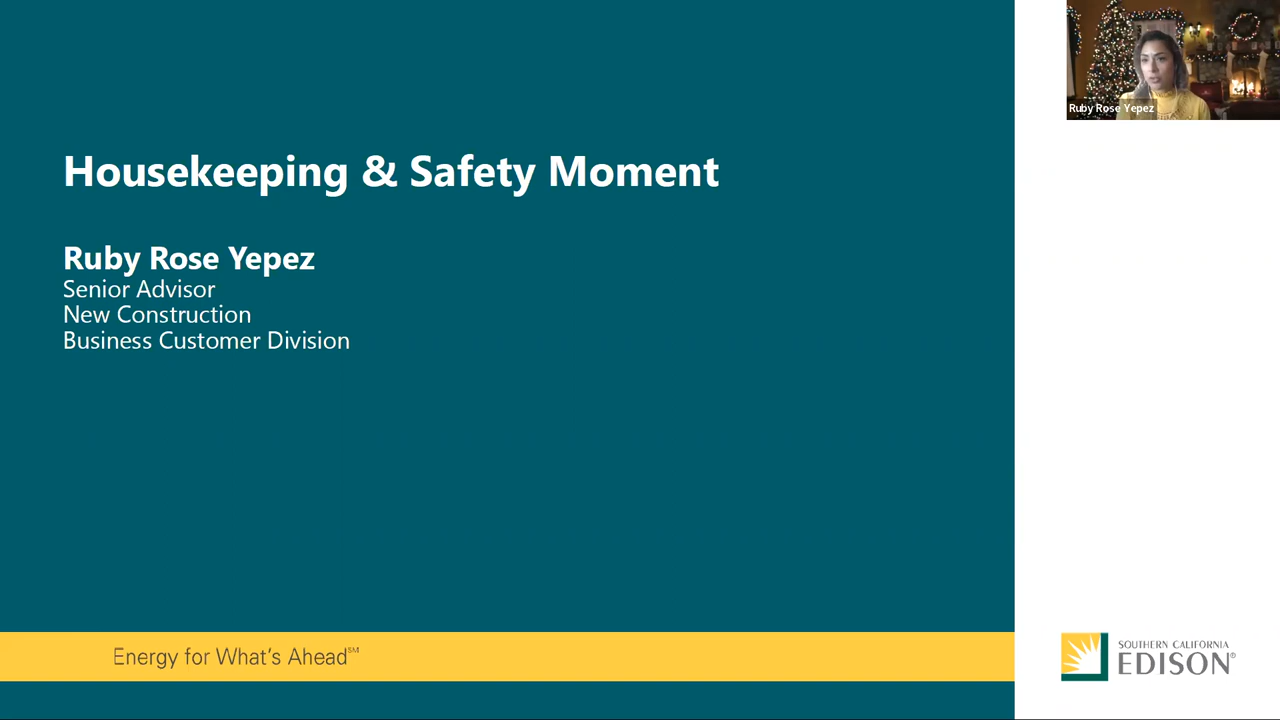 Housekeeping & Safety Moment
Ruby Rose Yepez
Senior Advisor
New Construction
Business Customer Division
Energy for What's Ahead℠
Ruby Rose Yepez
SOUTHERN CALIFORNIA
EDISON®